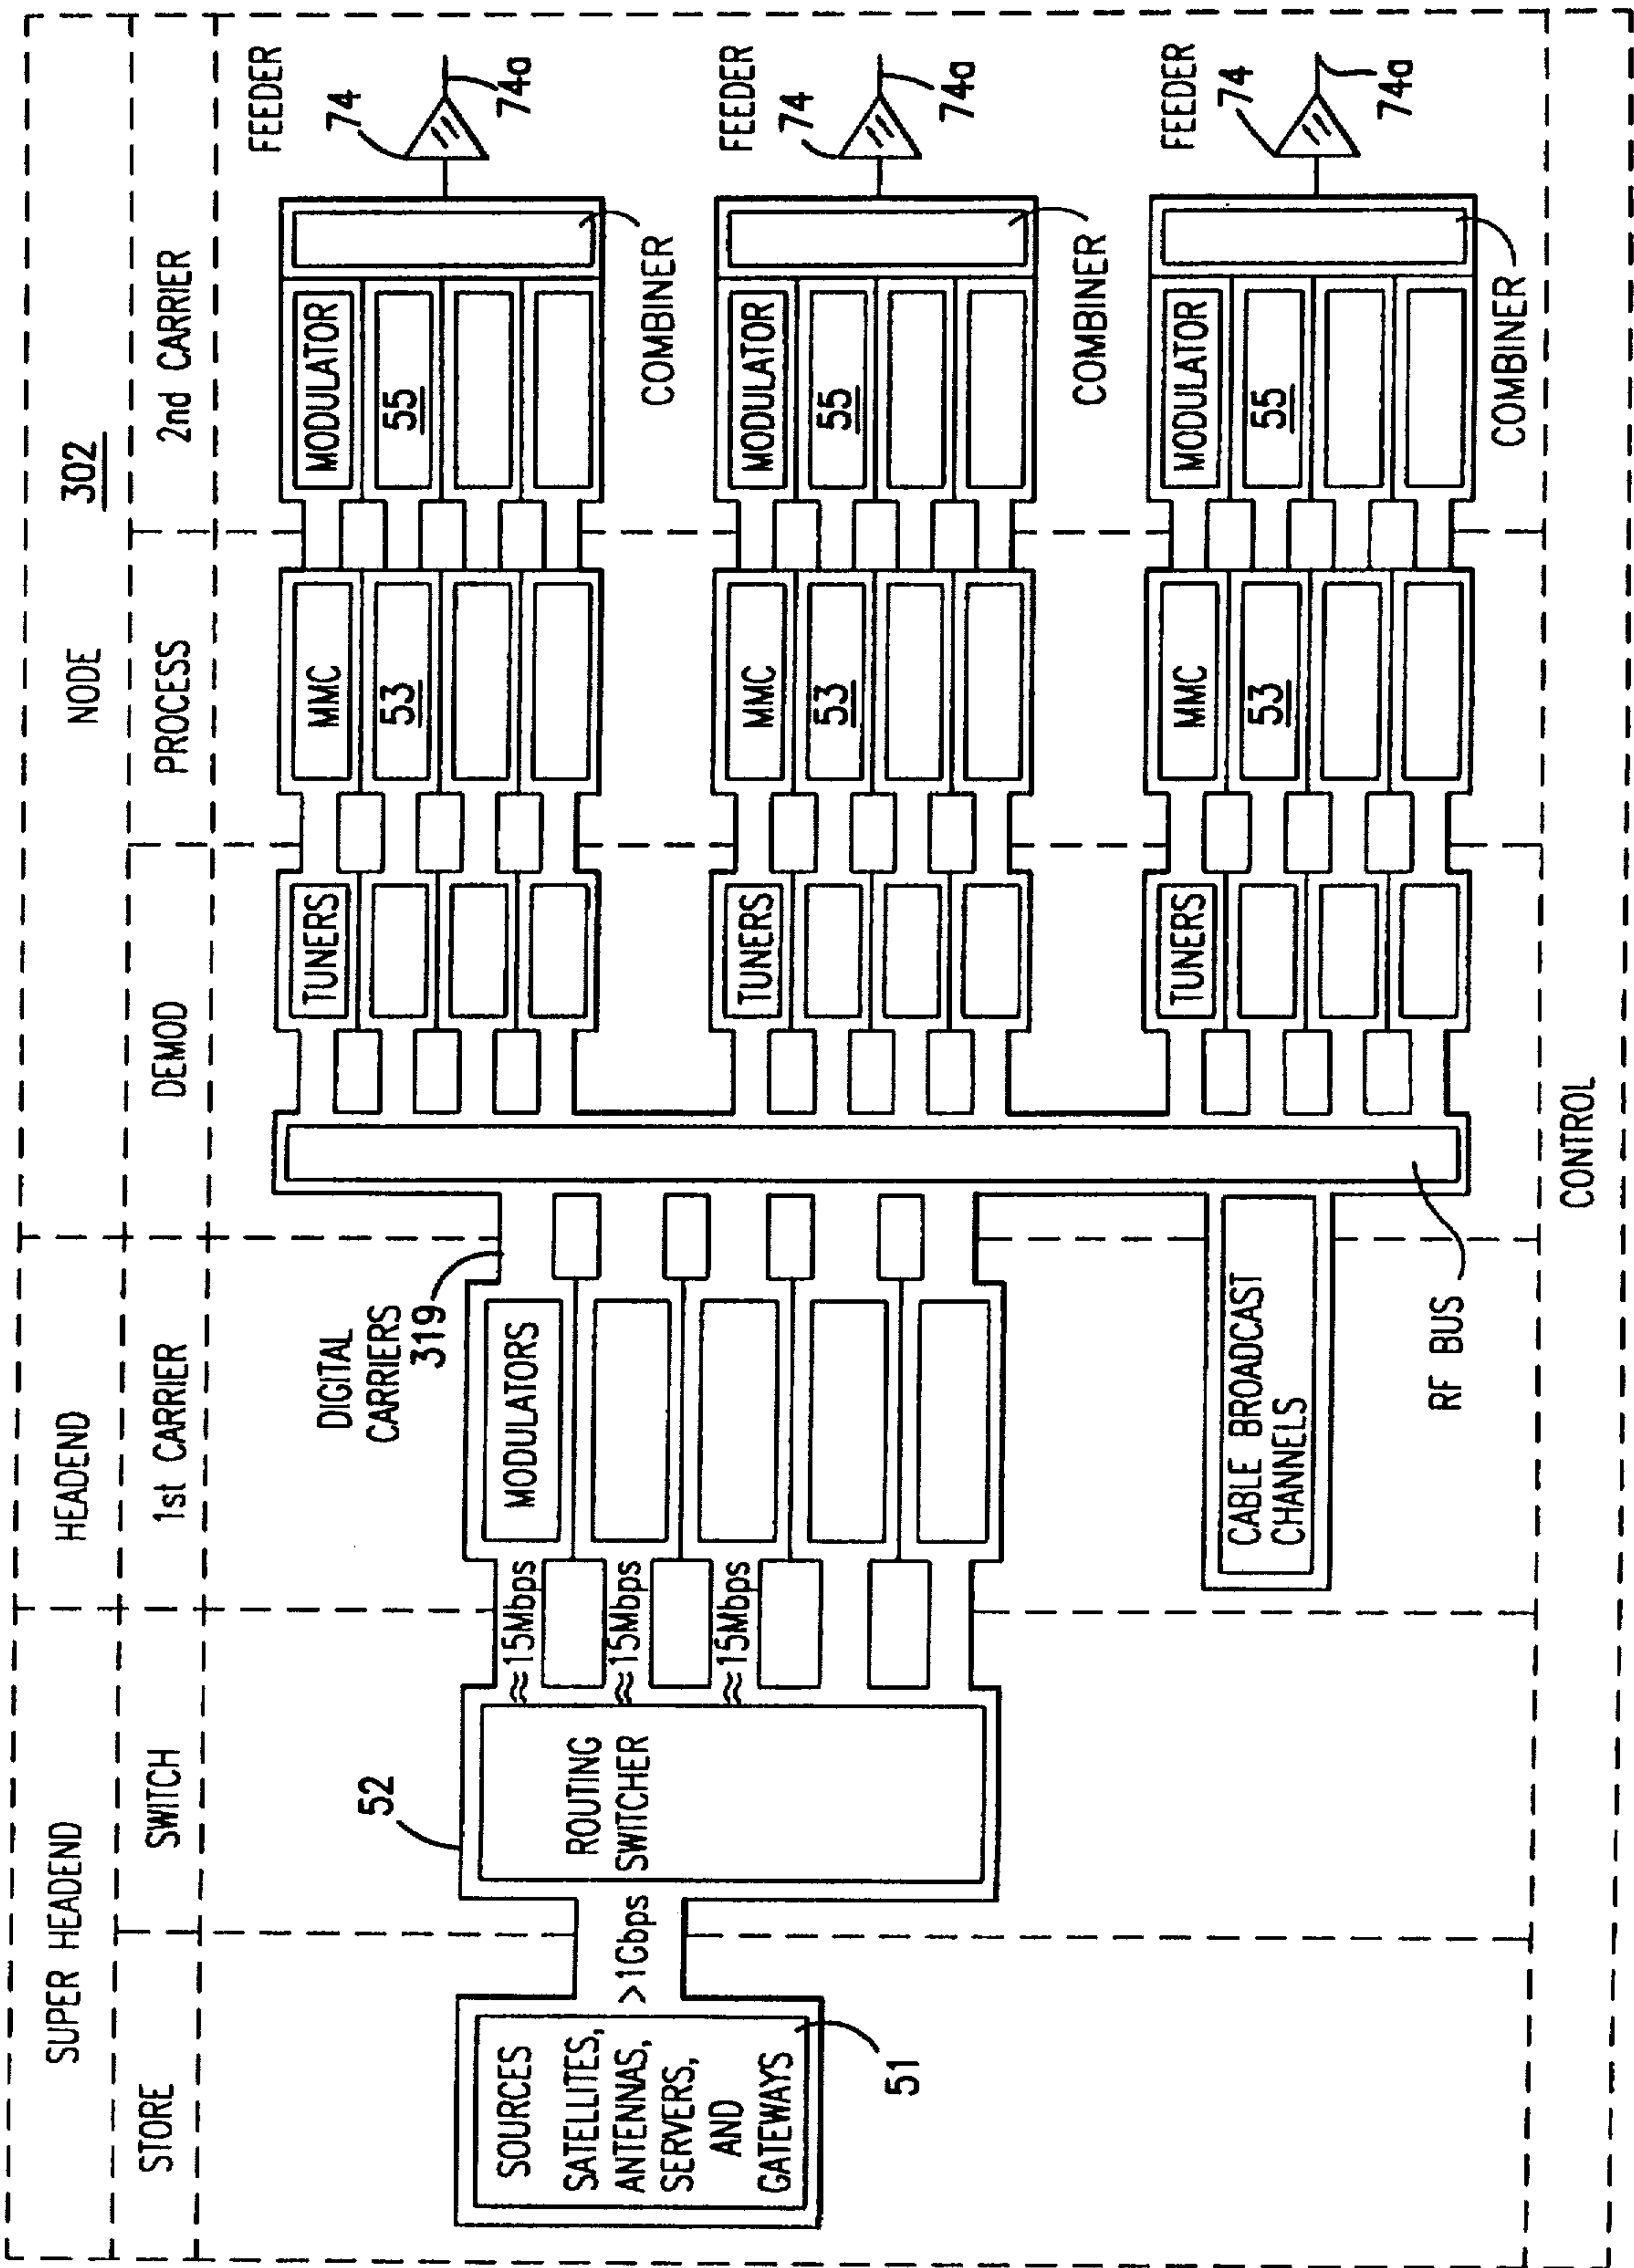 SUPER HEADEND
HEADEND
NODE
302
STORE
SWITCH
1st CARRIER
DEMOD
PROCESS
2nd CARRIER
SOURCES
SATELLITES,
ANTENNAS,
SERVERS,
AND
GATEWAYS
51
>1Gbps
52
ROUTING
SWITCHER
≈15Mbps
≈15Mbps
≈15Mbps
DIGITAL
CARRIERS
319
MODULATORS
CABLE BROADCAST
CHANNELS
RF BUS
TUNERS
MMC
53
MODULATOR
55
COMBINER
FEEDER
74
74a
TUNERS
MMC
53
MODULATOR
55
COMBINER
FEEDER
74
74a
TUNERS
MMC
53
MODULATOR
55
COMBINER
FEEDER
74
74a
CONTROL